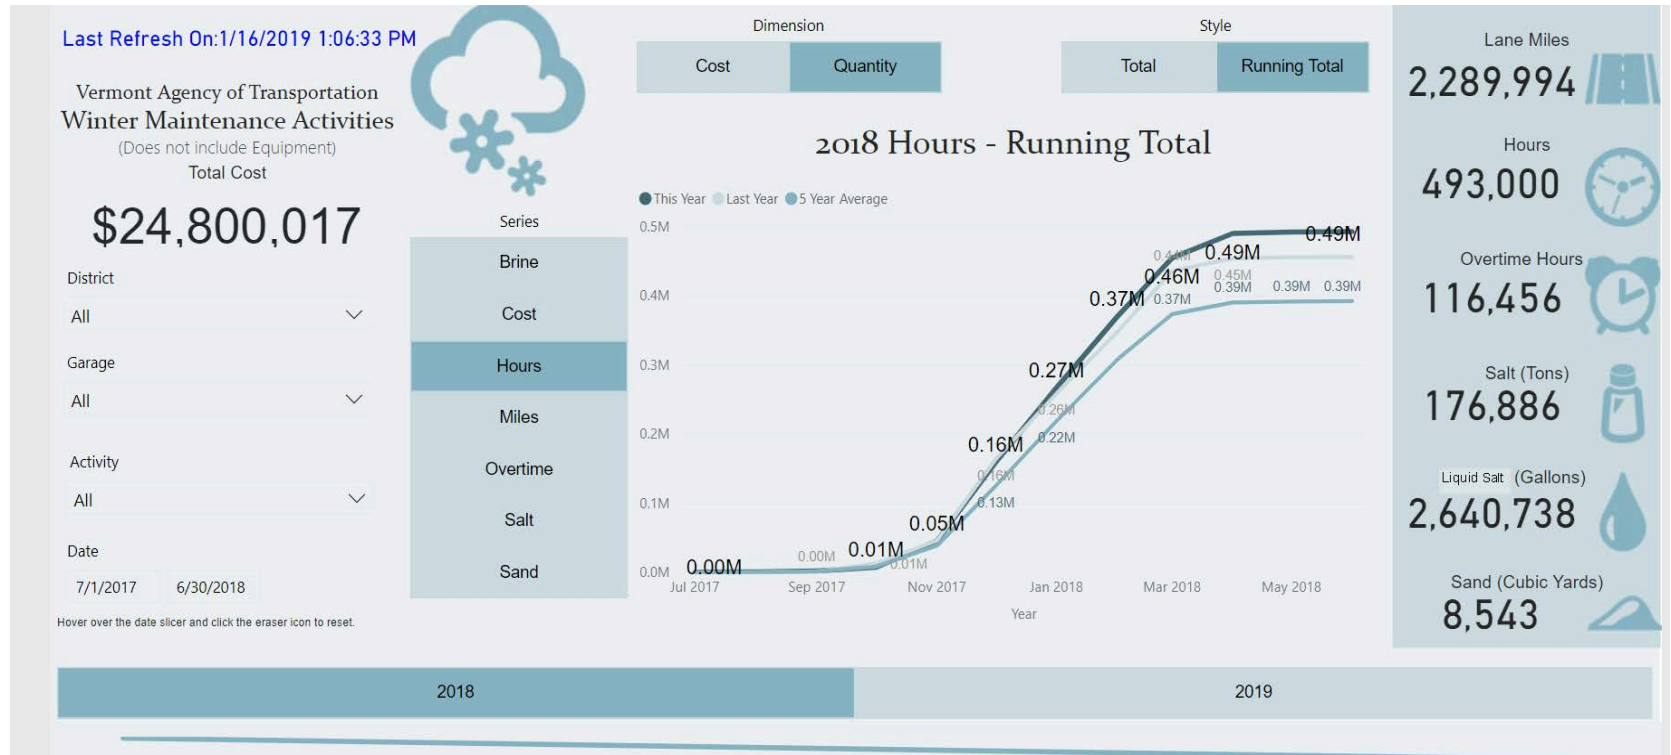 Last Refresh On:1/16/2019 1:06:33 PM
Vermont Agency of Transportation
Winter Maintenance Activities
(Does not include Equipment)
Total Cost
$24,800,017
District
All
Garage
All
Activity
All
Date
7/1/2017 6/30/2018
Hover over the date slicer and click the eraser icon to reset.
Series
Brine
Cost
Hours
Miles
Overtime
Salt
Sand
Dimension
Cost Quantity
Style
Total Running Total
2018 Hours - Running Total
This Year Last Year 5 Year Average
0.5M
0.4M
0.3M
0.2M
0.1M
0.0M
0.00M
0.00M
0.01M
0.01M
0.05M
0.16M
0.16M
0.13M
0.27M
0.26M
0.22M
0.37M
0.37M
0.44M
0.46M
0.49M
0.45M
0.39M
0.49M
0.39M 0.39M
Jul 2017 Sep 2017 Nov 2017 Jan 2018 Mar 2018 May 2018
Year
Lane Miles
2,289,994
Hours
493,000
Overtime Hours
116,456
Salt (Tons)
176,886
Liquid Salt (Gallons)
2,640,738
Sand (Cubic Yards)
8,543
2018 2019